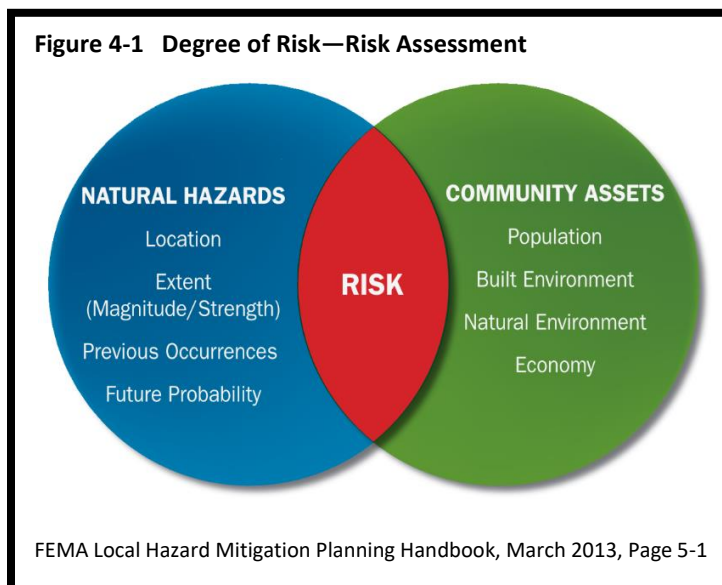 Figure 4-1 Degree of Risk—Risk Assessment
NATURAL HAZARDS
Location
Extent
(Magnitude/Strength)
Previous Occurrences
Future Probability
RISK
COMMUNITY ASSETS
Population
Built Environment
Natural Environment
Economy
FEMA Local Hazard Mitigation Planning Handbook, March 2013, Page 5-1